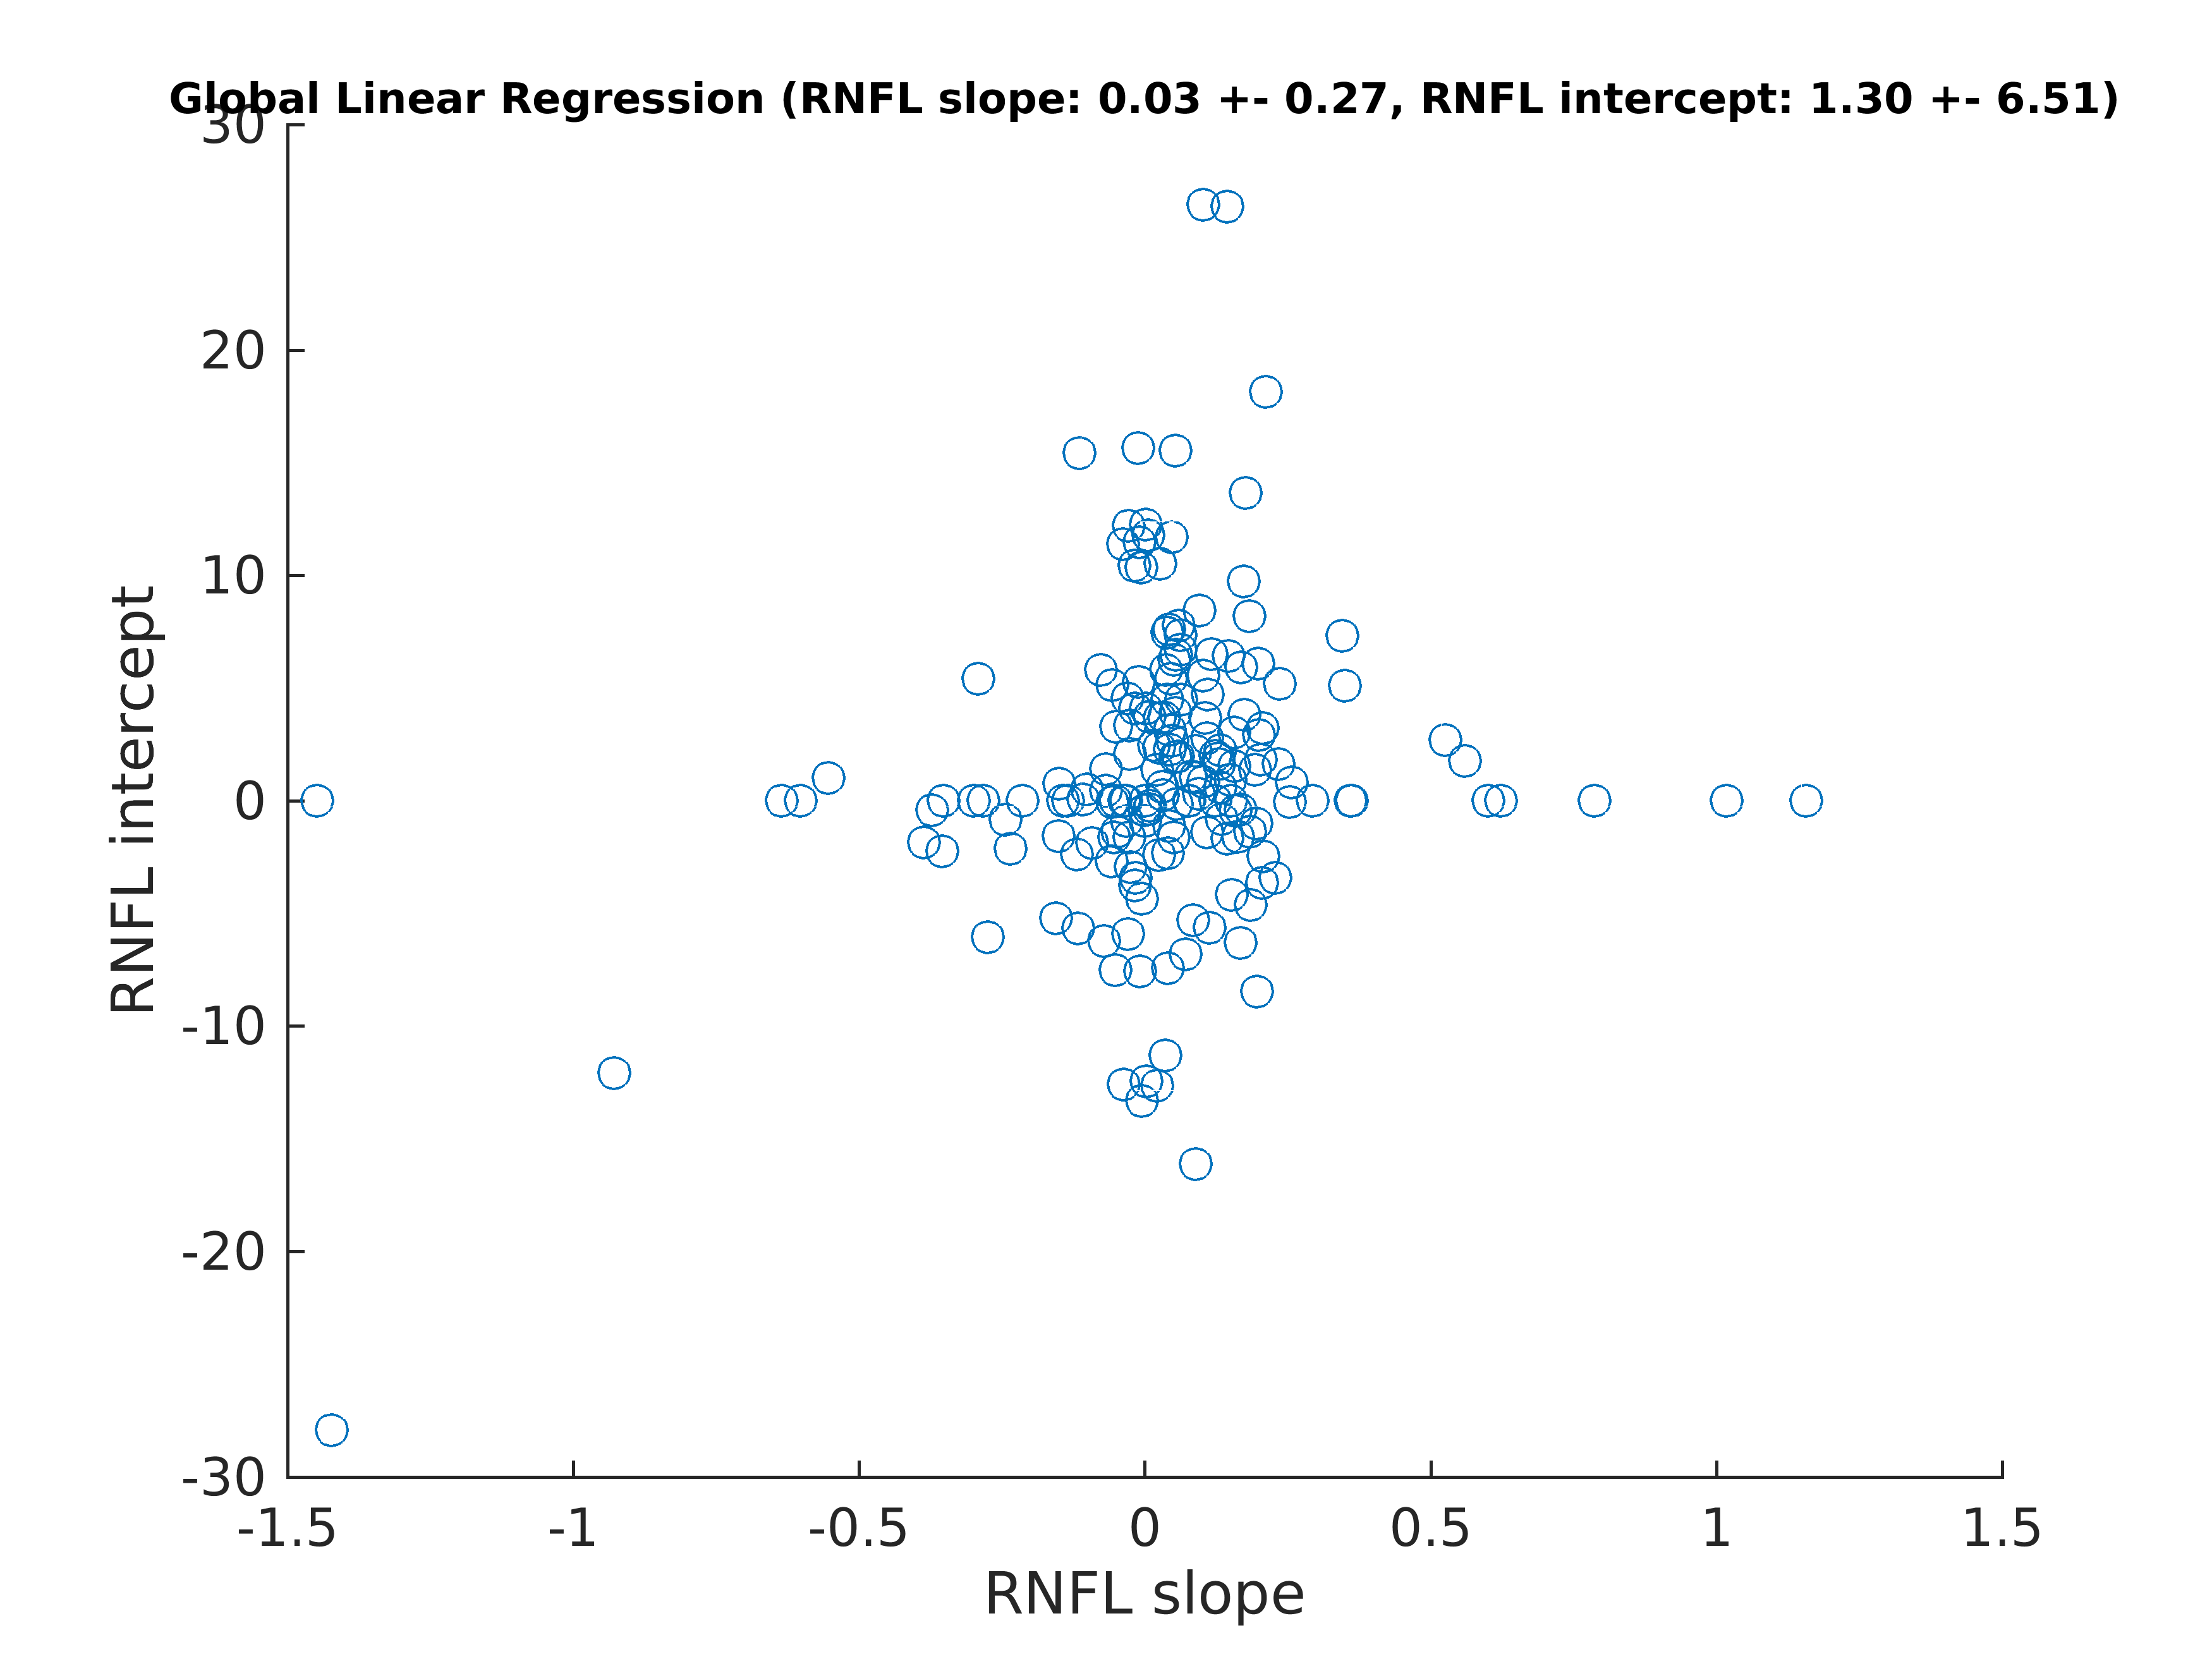 Global Linear Regression (RNFL slope: 0.03 +- 0.27, RNFL intercept: 1.30 +- 6.51)
30
20
10
0
-10
-20
-30
RNFL intercept
-1.5 -1 -0.5 0 0.5 1 1.5
RNFL slope